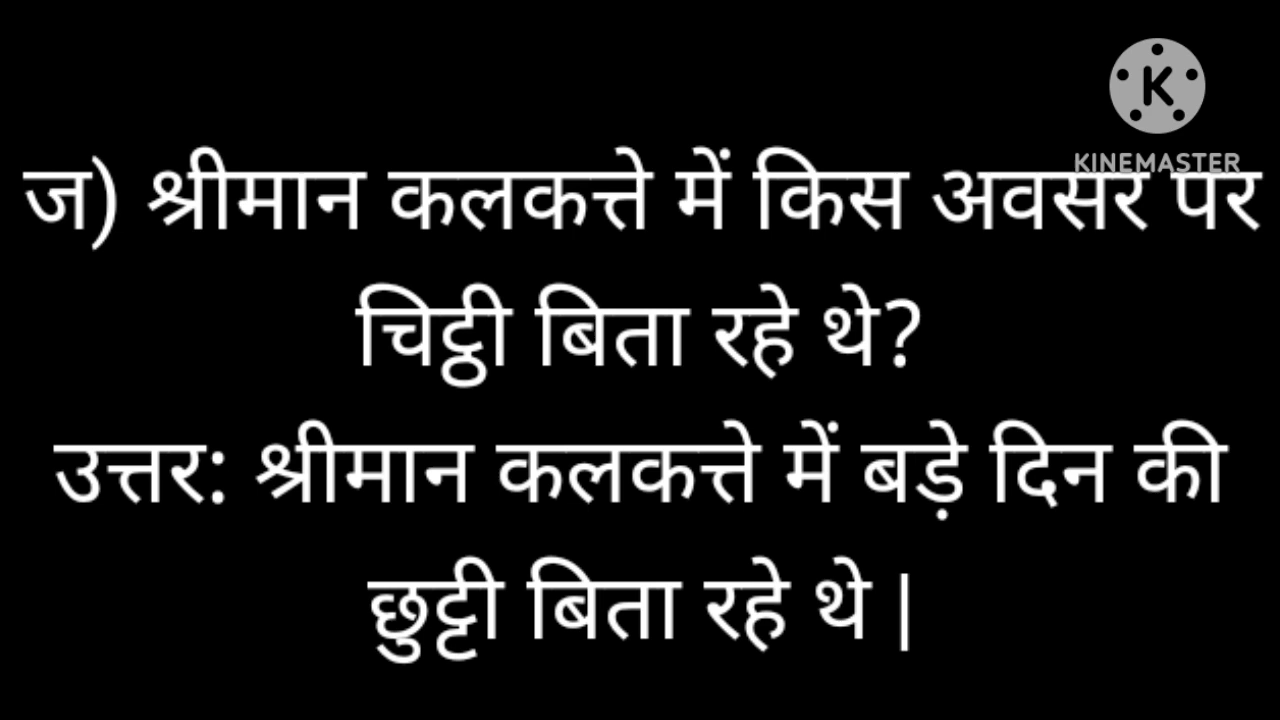 K
KINEMASTER
ज) श्रीमान कलकत्ते में किस अवसर पर
चिट्ठी बिता रहे थे?
उत्तर: श्रीमान कलकत्ते में बड़े दिन की
छुट्टी बिता रहे थे |